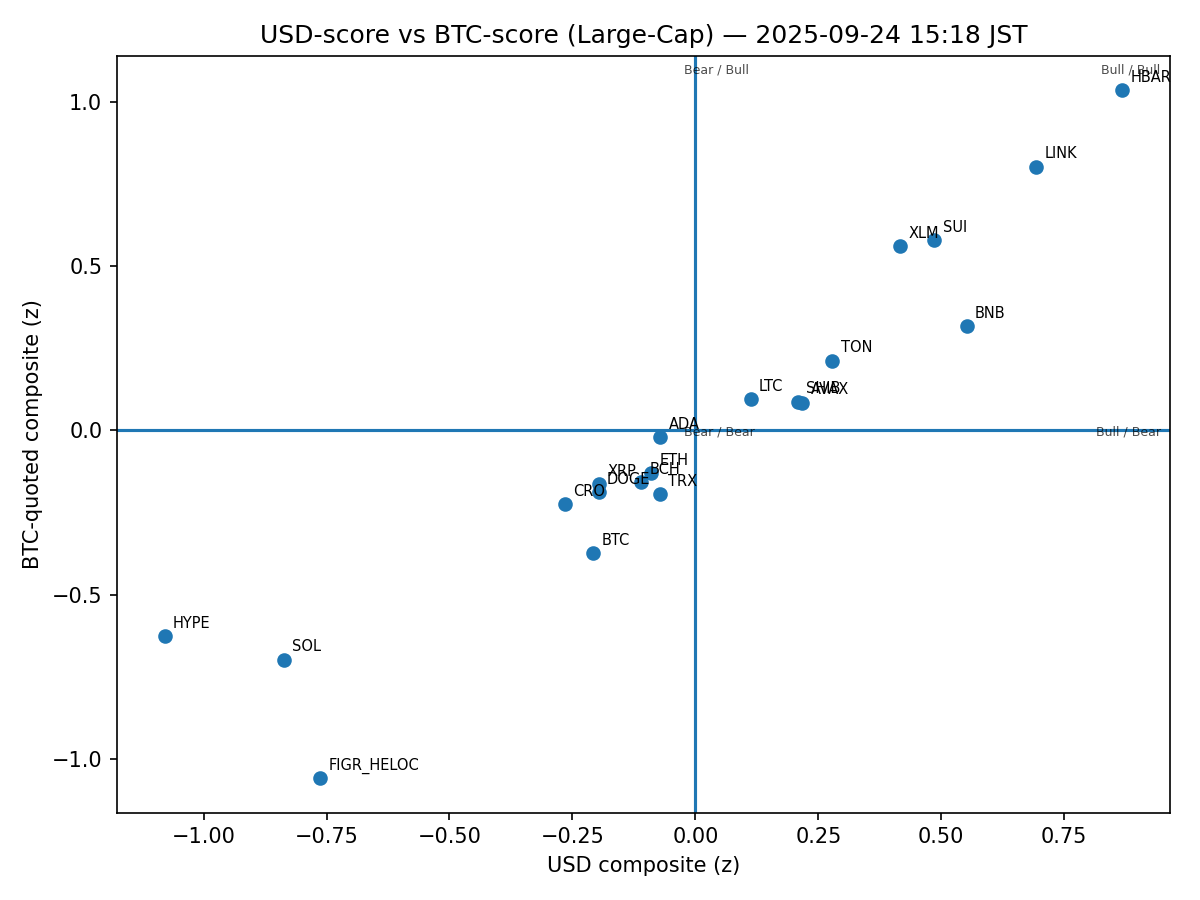 USD-score vs BTC-score (Large-Cap) — 2025-09-24 15:18 JST
Bear / Bull
Bull / Bull
HBAR
1.0
LINK
SUI
XLM
0.5
BNB
TON
LTC
SHIB
AVAX
ADA
0.0
Bear / Bear
Bull / Bear
ETH
BCH
XRP
DOGE
TRX
CRO
BTC
−0.5
HYPE
SOL
−1.0
FIGR_HELOC
−1.00
−0.75
−0.50
−0.25
0.00
0.25
0.50
0.75
USD composite (z)
BTC-quoted composite (z)